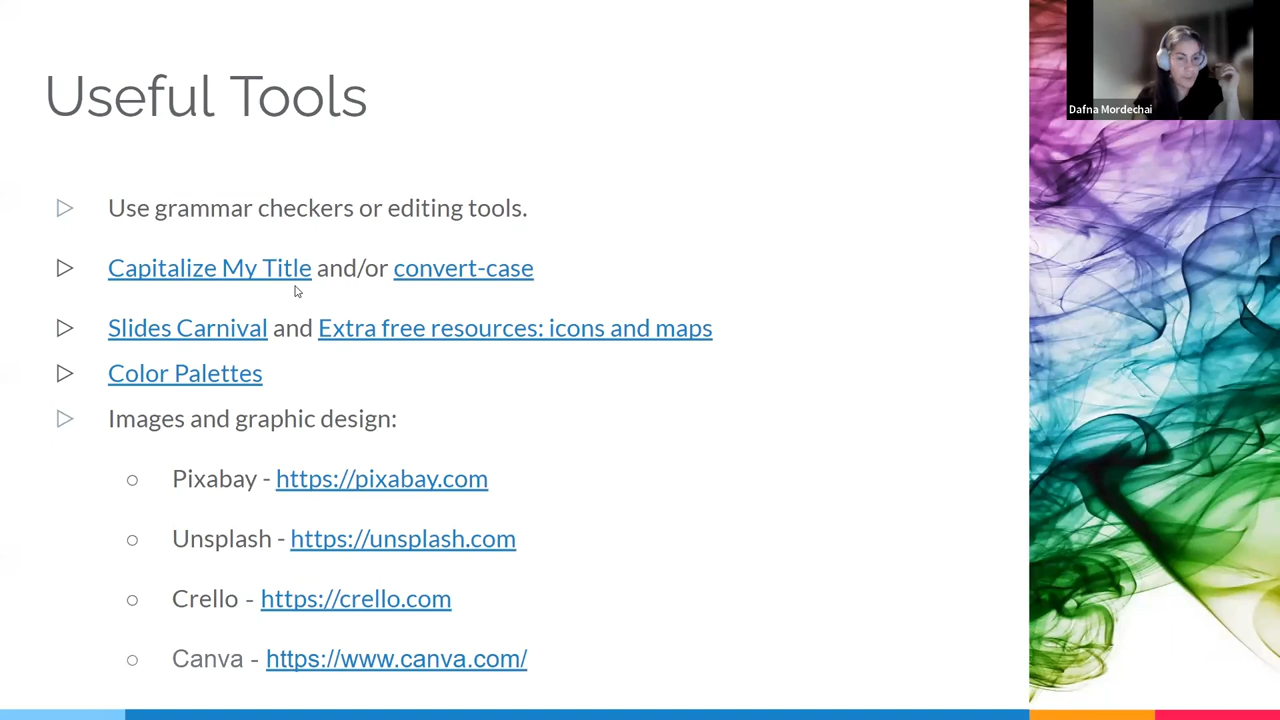 Useful Tools
Dafna Mordechai
Use grammar checkers or editing tools.
Capitalize My Title and/or convert-case
Slides Carnival and Extra free resources: icons and maps
Color Palettes
Images and graphic design:
Pixabay - https://pixabay.com
Unsplash - https://unsplash.com
Crello - https://crello.com
Canva - https://www.canva.com/